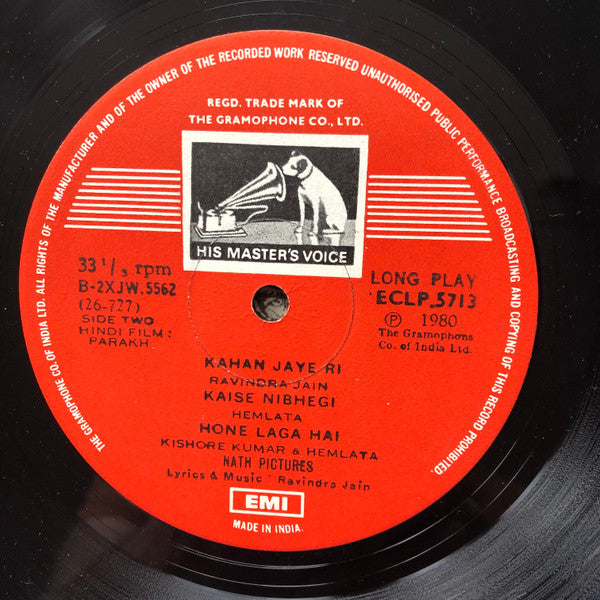 THE GRAMOPHONE CO. OF INDIA LTD. ALL RIGHTS OF THE MANUFACTURER AND OF THE OWNER OF THE RECORDED WORK RESERVED UNAUTHORISED PUBLIC PERFORMANCE BROADCASTING AND COPYING OF THIS RECORD PROHIBITED.
REGD. TRADE MARK OF
THE GRAMOPHONE CO., LTD.
HIS MASTER'S VOICE
33 1/3 rpm
B-2XJW.5562
(26-727)
SIDE TWO
HINDI FILM:
PARAKH
LONG PLAY
ECLP.5713
Ⓟ 1980
The Gramophone
Co. of India Ltd.
KAHAN JAYE RI
RAVINDRA JAIN
KAISE NIBHEGI
HEMLATA
HONE LAGA HAI
KISHORE KUMAR & HEMLATA
NATH PICTURES
Lyrics & Music : Ravindra Jain
EMI
MADE IN INDIA.